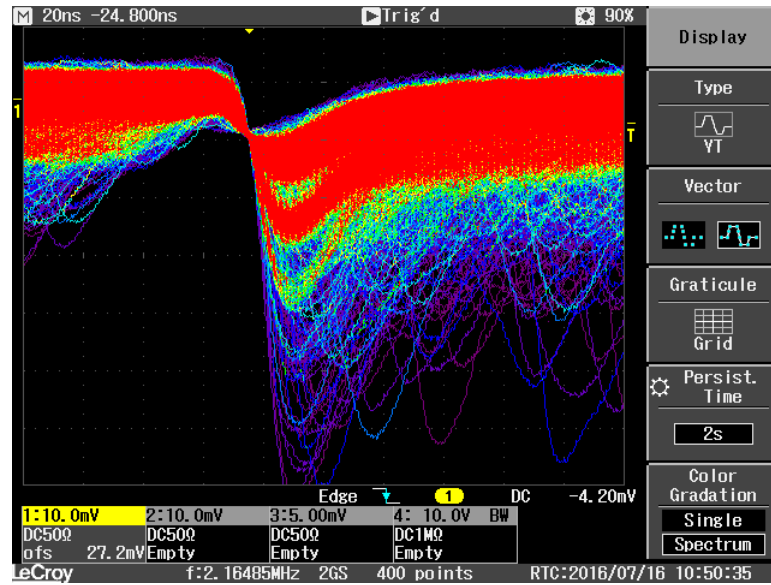 M 20ns -24.800ns Trig´d 90%
Display
Type
YT
Vector
Graticule
Grid
Persist.
Time
2s
Color
Gradation
Single
Spectrum
1
T
Edge 1 DC -4.20mV
1:10.0mV 2:10.0mV 3:5.00mV 4: 10.0V BW
DC50Ω DC50Ω DC50Ω DC1MΩ
ofs 27.2mV Empty Empty Empty
LeCroy f:2.16485MHz 2GS 400 points RTC:2016/07/16 10:50:35